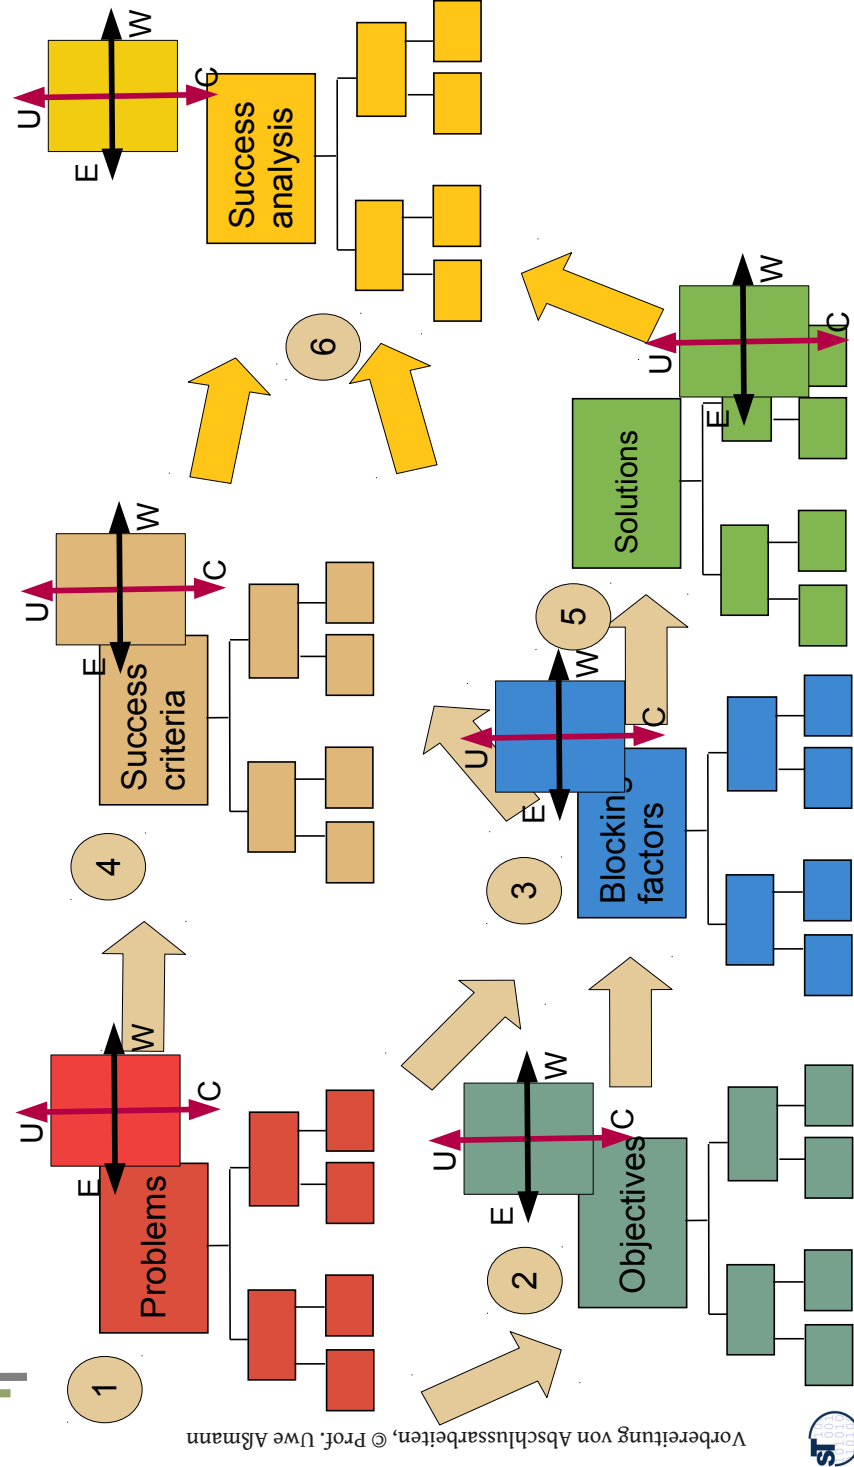 1
Problems
U
E
W
C
4
Success
criteria
U
E
W
C
6
Success
analysis
U
E
W
C
2
Objectives
U
E
W
C
3
Blocking
factors
U
E
W
C
5
Solutions
U
E
W
C
Vorbereitung von Abschlussarbeiten, © Prof. Uwe Aßmann
ST